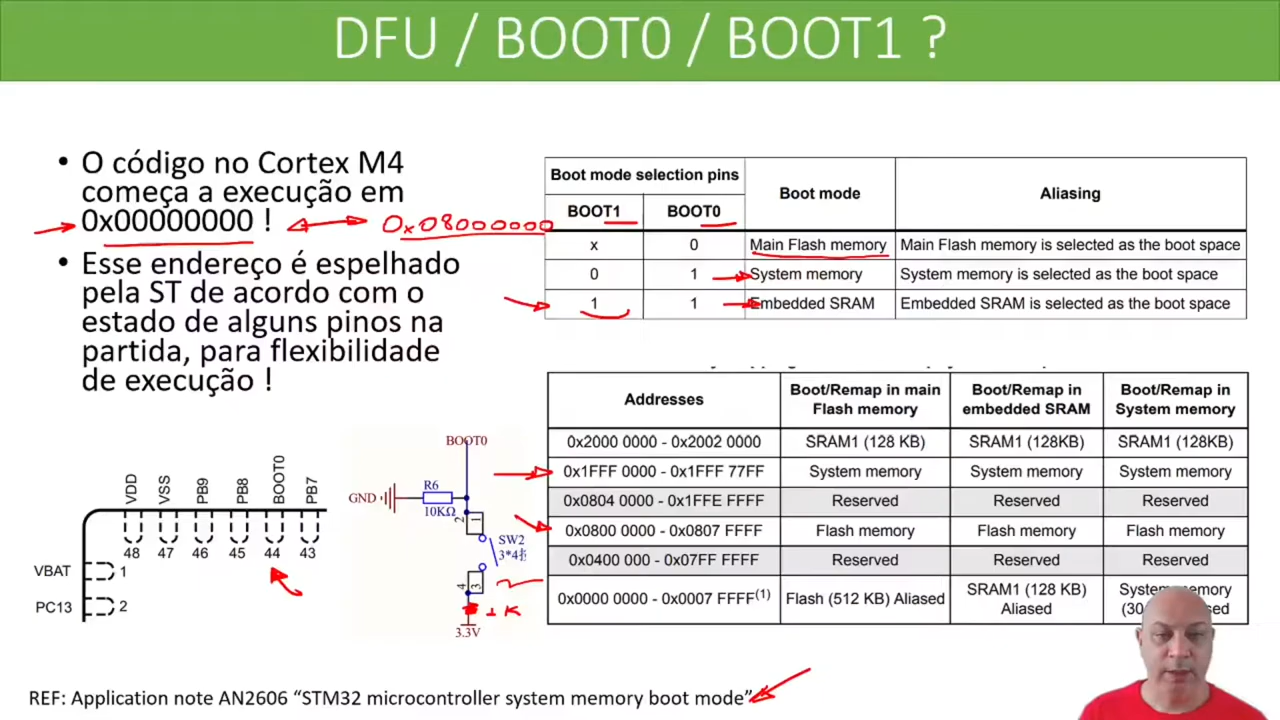 DFU / BOOT0 / BOOT1 ?
• O código no Cortex M4
começa a execução em
0x00000000 !
0x08000000
• Esse endereço é espelhado
pela ST de acordo com o
estado de alguns pinos na
partida, para flexibilidade
de execução !
Boot mode selection pins
Boot mode
Aliasing
BOOT1 BOOT0
x 0 Main Flash memory Main Flash memory is selected as the boot space
0 1 System memory System memory is selected as the boot space
1 1 Embedded SRAM Embedded SRAM is selected as the boot space
Addresses
Boot/Remap in main
Flash memory
Boot/Remap in
embedded SRAM
Boot/Remap in
System memory
0x2000 0000 - 0x2002 0000 SRAM1 (128 KB) SRAM1 (128KB) SRAM1 (128KB)
0x1FFF 0000 - 0x1FFF 77FF System memory System memory System memory
0x0804 0000 - 0x1FFE FFFF Reserved Reserved Reserved
0x0800 0000 - 0x0807 FFFF Flash memory Flash memory Flash memory
0x0400 000 - 0x07FF FFFF Reserved Reserved Reserved
0x0000 0000 - 0x0007 FFFF(1) Flash (512 KB) Aliased
SRAM1 (128 KB)
Aliased
VDD
VSS
PB9
PB8
BOOT0
PB7
48 47 46 45 44 43
VBAT 1
PC13 2
BOOT0
R6
GND
10KΩ
2
1
SW2
4
3
1K
3.3V
REF: Application note AN2606 “STM32 microcontroller system memory boot mode”